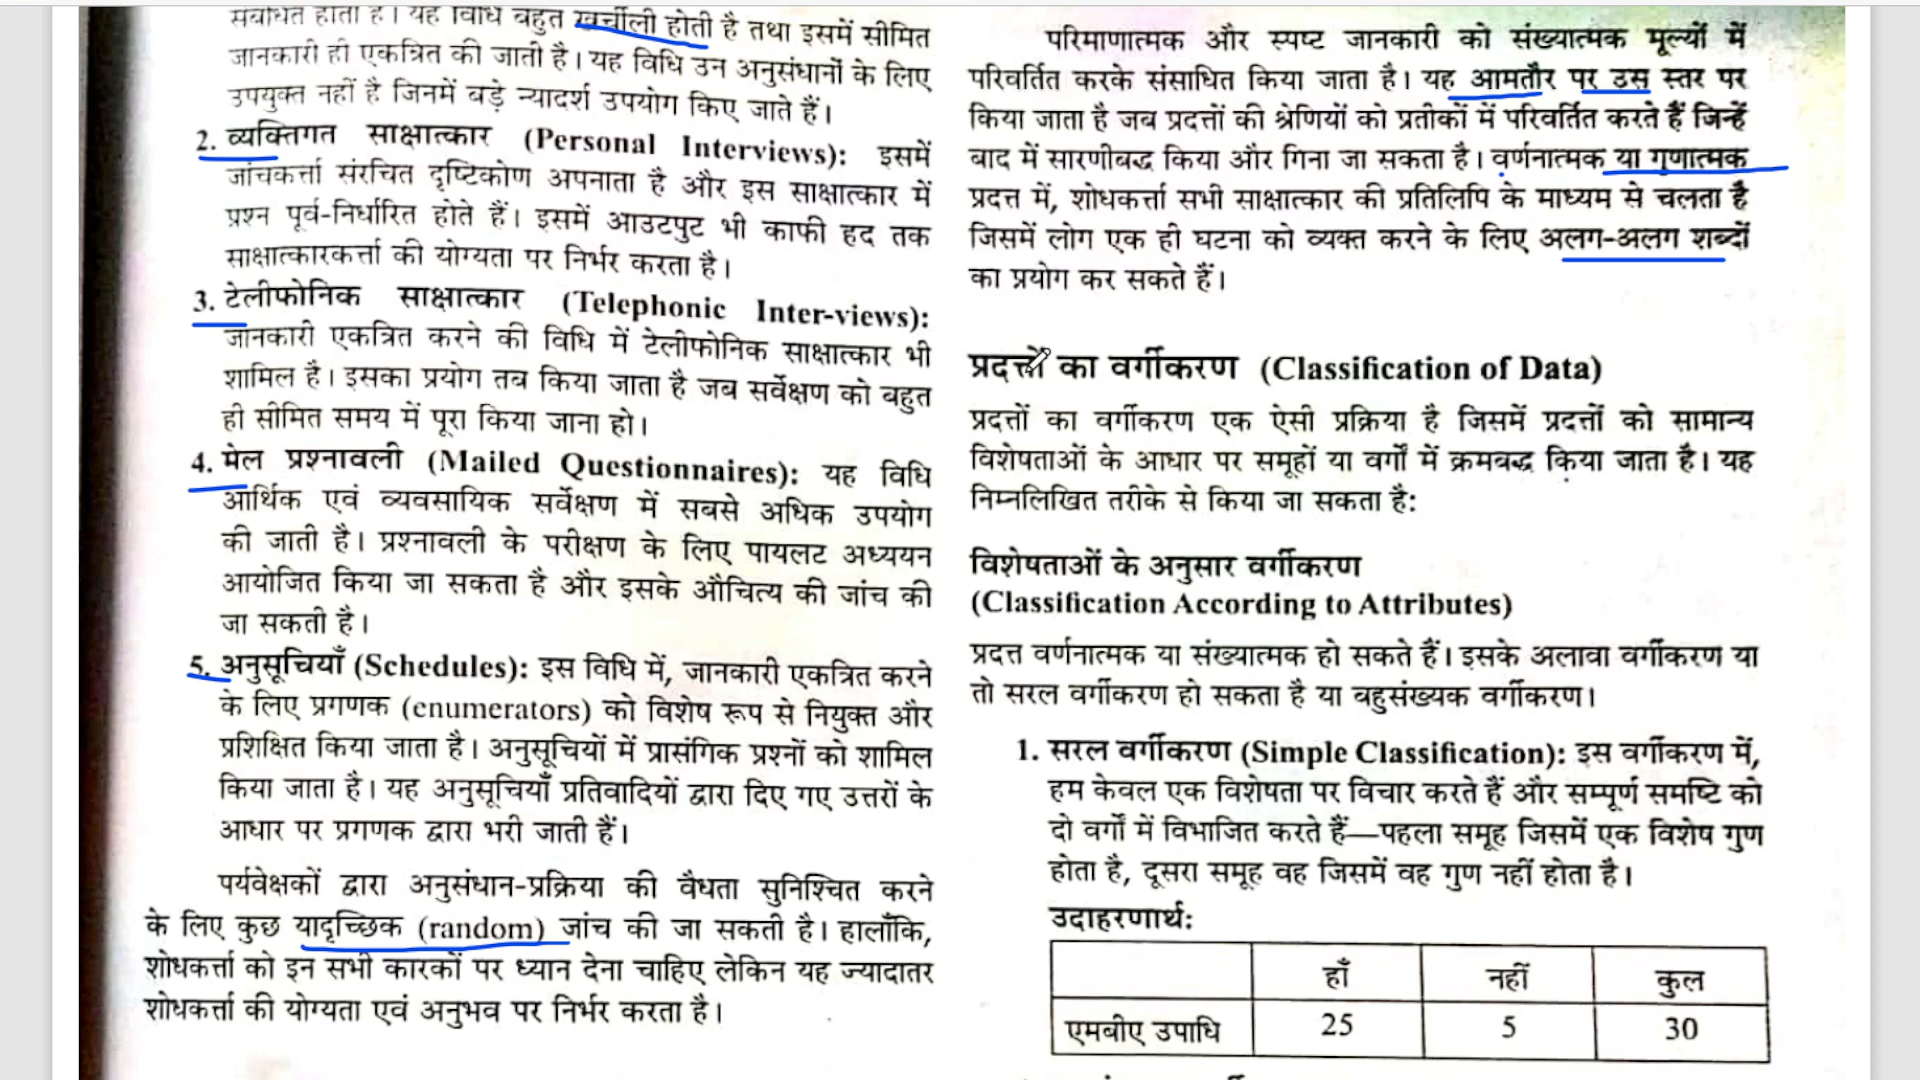 संबंधित होता है। यह विधि बहुत खर्चीली होती है तथा इसमें सीमित
जानकारी ही एकत्रित की जाती है। यह विधि उन अनुसंधानों के लिए
उपयुक्त नहीं है जिनमें बड़े न्यादर्श उपयोग किए जाते हैं।
2. व्यक्तिगत साक्षात्कार (Personal Interviews): इसमें
जांचकर्त्ता संरचित दृष्टिकोण अपनाता है और इस साक्षात्कार में
प्रश्न पूर्व-निर्धारित होते हैं। इसमें आउटपुट भी काफी हद तक
साक्षात्कारकर्त्ता की योग्यता पर निर्भर करता है।
3. टेलीफोनिक साक्षात्कार (Telephonic Inter-views):
जानकारी एकत्रित करने की विधि में टेलीफोनिक साक्षात्कार भी
शामिल है। इसका प्रयोग तब किया जाता है जब सर्वेक्षण को बहुत
ही सीमित समय में पूरा किया जाना हो।
4. मेल प्रश्नावली (Mailed Questionnaires): यह विधि
आर्थिक एवं व्यवसायिक सर्वेक्षण में सबसे अधिक उपयोग
की जाती है। प्रश्नावली के परीक्षण के लिए पायलट अध्ययन
आयोजित किया जा सकता है और इसके औचित्य की जांच की
जा सकती है।
5. अनुसूचियाँ (Schedules): इस विधि में, जानकारी एकत्रित करने
के लिए प्रगणक (enumerators) को विशेष रूप से नियुक्त और
प्रशिक्षित किया जाता है। अनुसूचियों में प्रासंगिक प्रश्नों को शामिल
किया जाता है। यह अनुसूचियाँ प्रतिवादियों द्वारा दिए गए उत्तरों के
आधार पर प्रगणक द्वारा भरी जाती हैं।
पर्यवेक्षकों द्वारा अनुसंधान-प्रक्रिया की वैधता सुनिश्चित करने
के लिए कुछ यादृच्छिक (random) जांच की जा सकती है। हालाँकि,
शोधकर्त्ता को इन सभी कारकों पर ध्यान देना चाहिए लेकिन यह ज्यादातर
शोधकर्त्ता की योग्यता एवं अनुभव पर निर्भर करता है।
परिमाणात्मक और स्पष्ट जानकारी को संख्यात्मक मूल्यों में
परिवर्तित करके संसाधित किया जाता है। यह आमतौर पर उस स्तर पर
किया जाता है जब प्रदत्तों की श्रेणियों को प्रतीकों में परिवर्तित करते हैं जिन्हें
बाद में सारणीबद्ध किया और गिना जा सकता है। वर्णनात्मक या गुणात्मक
प्रदत्त में, शोधकर्त्ता सभी साक्षात्कार की प्रतिलिपि के माध्यम से चलता है
जिसमें लोग एक ही घटना को व्यक्त करने के लिए अलग-अलग शब्दों
का प्रयोग कर सकते हैं।
प्रदत्तों का वर्गीकरण (Classification of Data)
प्रदत्तों का वर्गीकरण एक ऐसी प्रक्रिया है जिसमें प्रदत्तों को सामान्य
विशेषताओं के आधार पर समूहों या वर्गों में क्रमबद्ध किया जाता है। यह
निम्नलिखित तरीके से किया जा सकता है:
विशेषताओं के अनुसार वर्गीकरण
(Classification According to Attributes)
प्रदत्त वर्णनात्मक या संख्यात्मक हो सकते हैं। इसके अलावा वर्गीकरण या
तो सरल वर्गीकरण हो सकता है या बहुसंख्यक वर्गीकरण।
1. सरल वर्गीकरण (Simple Classification): इस वर्गीकरण में,
हम केवल एक विशेषता पर विचार करते हैं और सम्पूर्ण समष्टि को
दो वर्गों में विभाजित करते हैं—पहला समूह जिसमें एक विशेष गुण
होता है, दूसरा समूह वह जिसमें वह गुण नहीं होता है।
उदाहरणार्थ:
हाँ नहीं कुल
एमबीए उपाधि 25 5 30